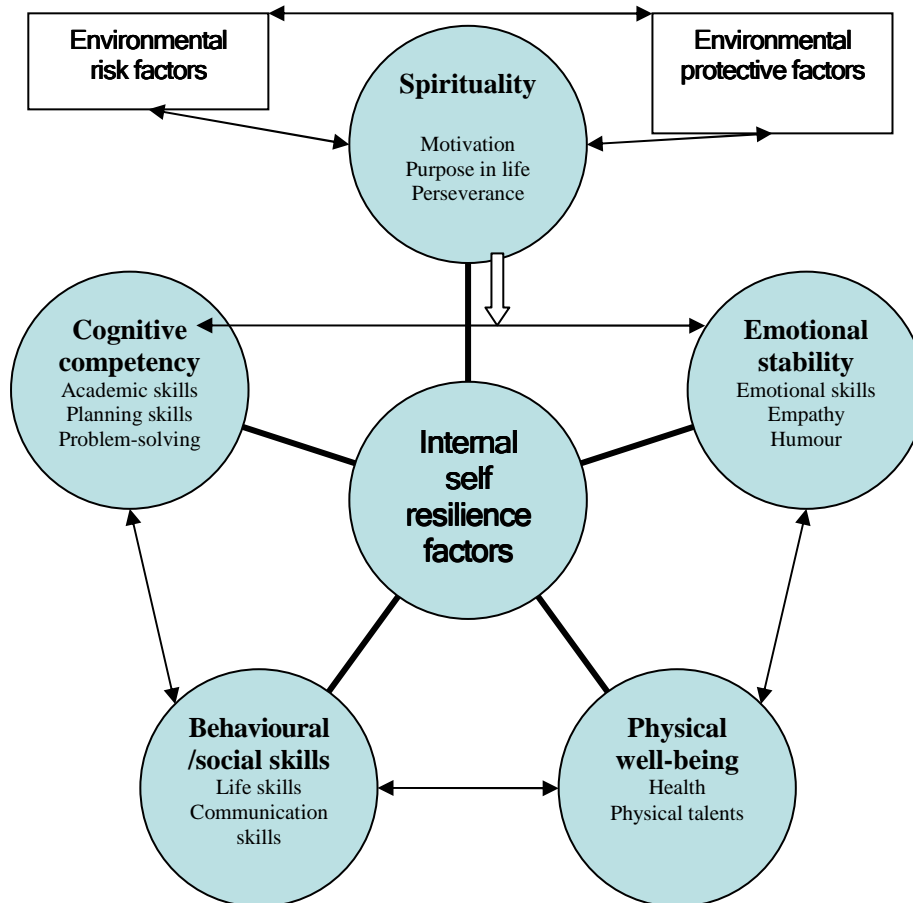 Environmental
risk factors
Environmental
protective factors
Spirituality
Motivation
Purpose in life
Perseverance
Cognitive
competency
Academic skills
Planning skills
Problem-solving
Emotional
stability
Emotional skills
Empathy
Humour
Internal
self
resilience
factors
Behavioural
/social skills
Life skills
Communication
skills
Physical
well-being
Health
Physical talents